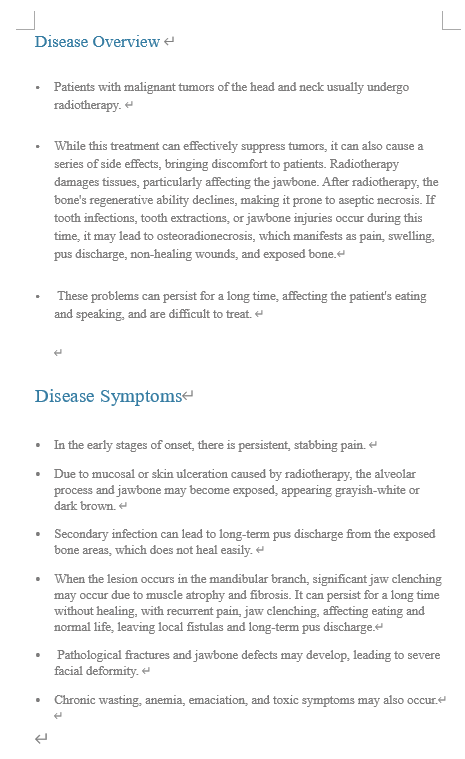 Disease Overview
• Patients with malignant tumors of the head and neck usually undergo
radiotherapy.
• While this treatment can effectively suppress tumors, it can also cause a
series of side effects, bringing discomfort to patients. Radiotherapy
damages tissues, particularly affecting the jawbone. After radiotherapy, the
bone's regenerative ability declines, making it prone to aseptic necrosis. If
tooth infections, tooth extractions, or jawbone injuries occur during this
time, it may lead to osteoradionecrosis, which manifests as pain, swelling,
pus discharge, non-healing wounds, and exposed bone.
• These problems can persist for a long time, affecting the patient's eating
and speaking, and are difficult to treat.
Disease Symptoms
• In the early stages of onset, there is persistent, stabbing pain.
• Due to mucosal or skin ulceration caused by radiotherapy, the alveolar
process and jawbone may become exposed, appearing grayish-white or
dark brown.
• Secondary infection can lead to long-term pus discharge from the exposed
bone areas, which does not heal easily.
• When the lesion occurs in the mandibular branch, significant jaw clenching
may occur due to muscle atrophy and fibrosis. It can persist for a long time
without healing, with recurrent pain, jaw clenching, affecting eating and
normal life, leaving local fistulas and long-term pus discharge.
• Pathological fractures and jawbone defects may develop, leading to severe
facial deformity.
• Chronic wasting, anemia, emaciation, and toxic symptoms may also occur.